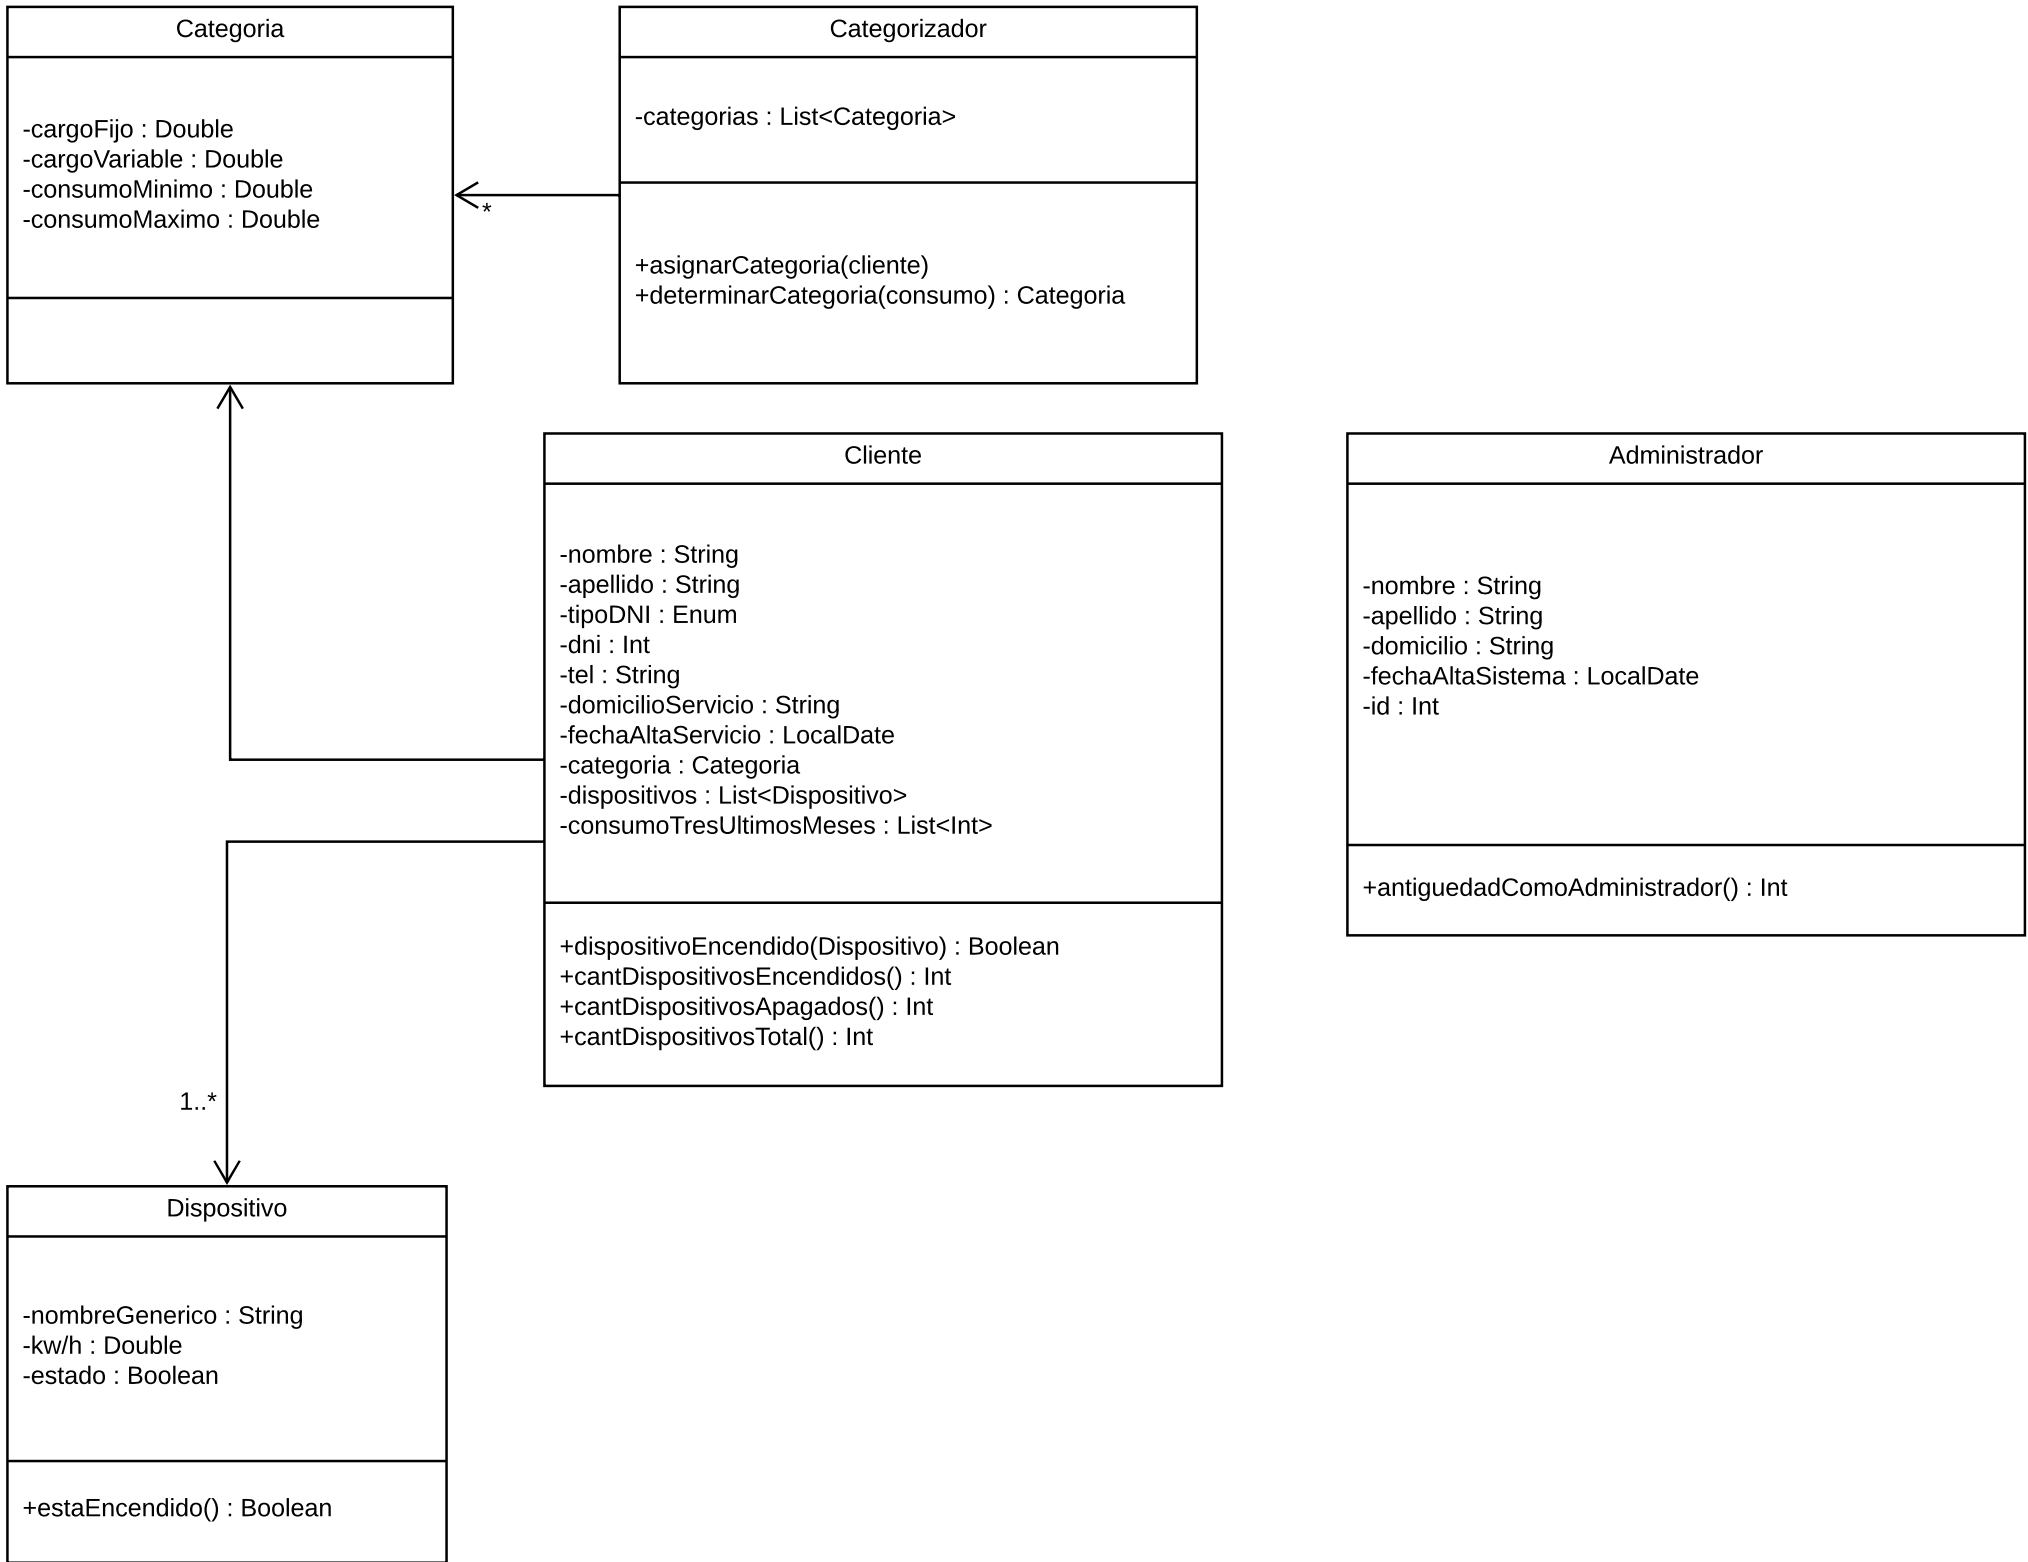 Categoria
-cargoFijo : Double
-cargoVariable : Double
-consumoMinimo : Double
-consumoMaximo : Double
*
Categorizador
-categorias : List<Categoria>
+asignarCategoria(cliente)
+determinarCategoria(consumo) : Categoria
Cliente
-nombre : String
-apellido : String
-tipoDNI : Enum
-dni : Int
-tel : String
-domicilioServicio : String
-fechaAltaServicio : LocalDate
-categoria : Categoria
-dispositivos : List<Dispositivo>
-consumoTresUltimosMeses : List<Int>
+dispositivoEncendido(Dispositivo) : Boolean
+cantDispositivosEncendidos() : Int
+cantDispositivosApagados() : Int
+cantDispositivosTotal() : Int
Administrador
-nombre : String
-apellido : String
-domicilio : String
-fechaAltaSistema : LocalDate
-id : Int
+antiguedadComoAdministrador() : Int
1..*
Dispositivo
-nombreGenerico : String
-kw/h : Double
-estado : Boolean
+estaEncendido() : Boolean